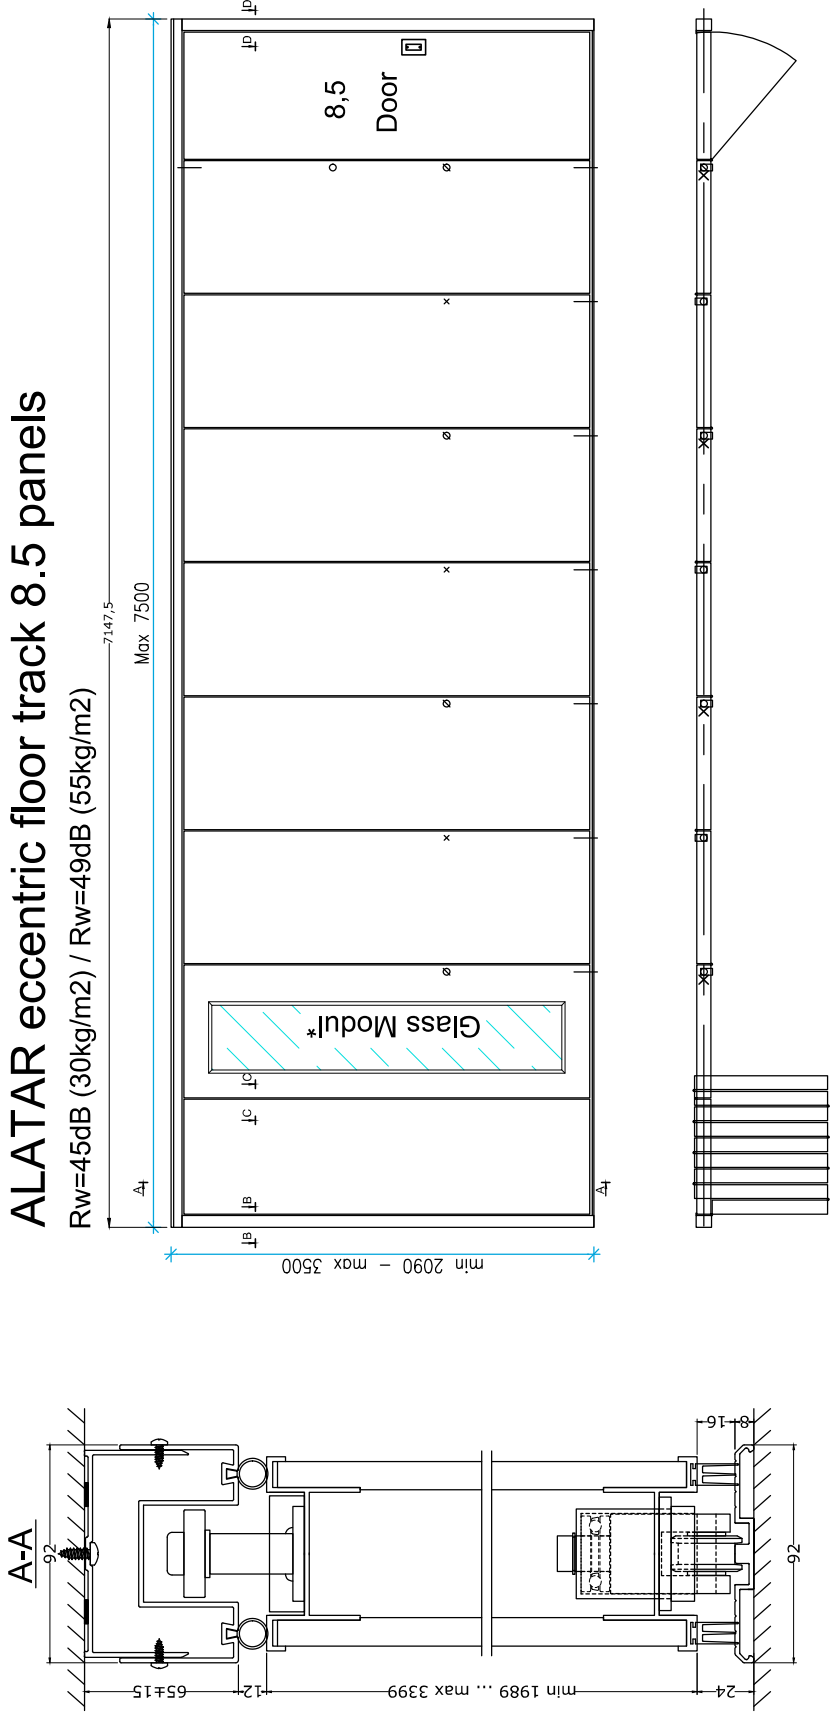 ALATAR eccentric floor track 8.5 panels
Rw=45dB (30kg/m2) / Rw=49dB (55kg/m2)
7147,5
Max 7500
D
D
8,5
Door
Glass Modul*
C
C
A
A
B
B
min 2090 - max 3500
A-A
92
65±15
12
min 1989 ... max 3399
24
16
8
92